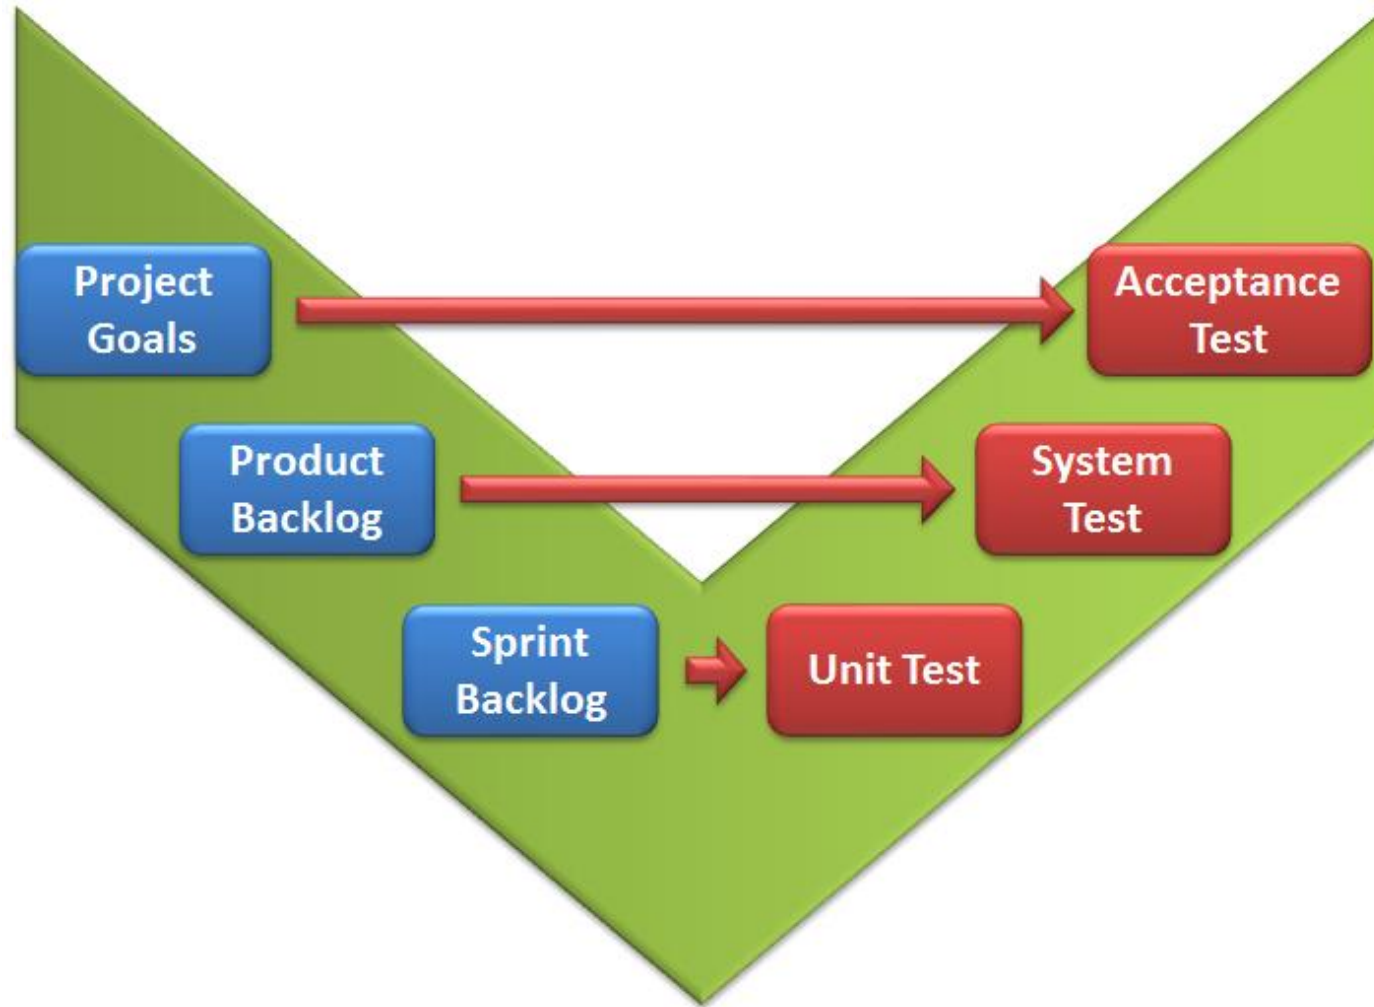 Project
Goals
Acceptance
Test
Product
Backlog
System
Test
Sprint
Backlog
Unit Test